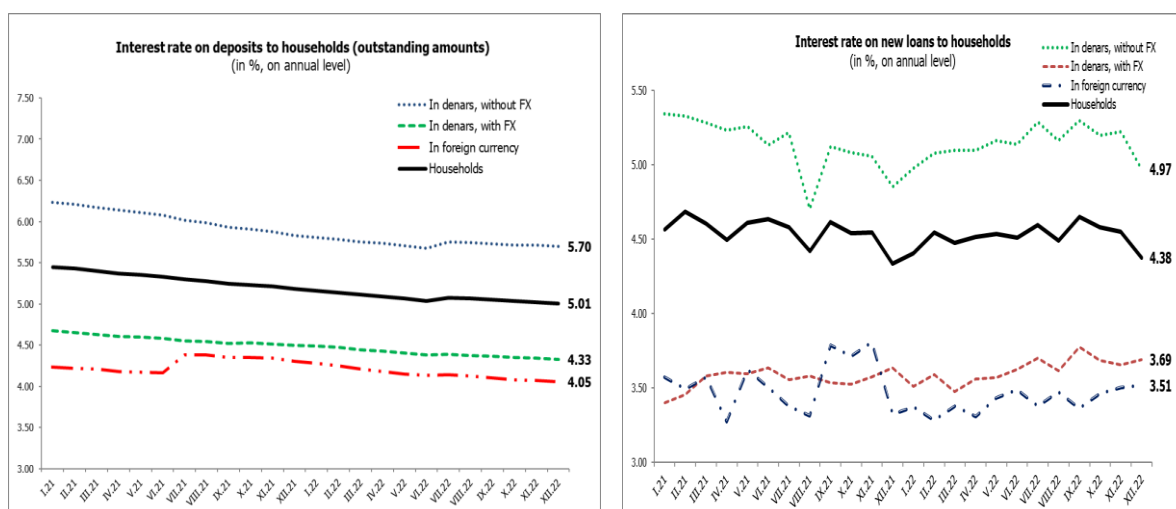 Interest rate on deposits to households (outstanding amounts)
(in %, on annual level)
7.50
7.00
6.50
6.00
5.50
5.00
4.50
4.00
3.50
3.00
In denars, without FX
In denars, with FX
In foreign currency
Households
5.70
5.01
4.33
4.05
I.21
II.21
III.21
IV.21
V.21
VI.21
VII.21
VIII.21
IX.21
X.21
XI.21
XII.21
I.22
II.22
III.22
IV.22
V.22
VI.22
VII.22
VIII.22
IX.22
X.22
XI.22
XII.22
Interest rate on new loans to households
(in %, on annual level)
In denars, without FX
In denars, with FX
In foreign currency
Households
5.50
5.00
4.50
4.00
3.50
3.00
4.97
4.38
3.69
3.51
I.21
II.21
III.21
IV.21
V.21
VI.21
VII.21
VIII.21
IX.21
X.21
XI.21
XII.21
I.22
II.22
III.22
IV.22
V.22
VI.22
VII.22
VIII.22
IX.22
X.22
XI.22
XII.22